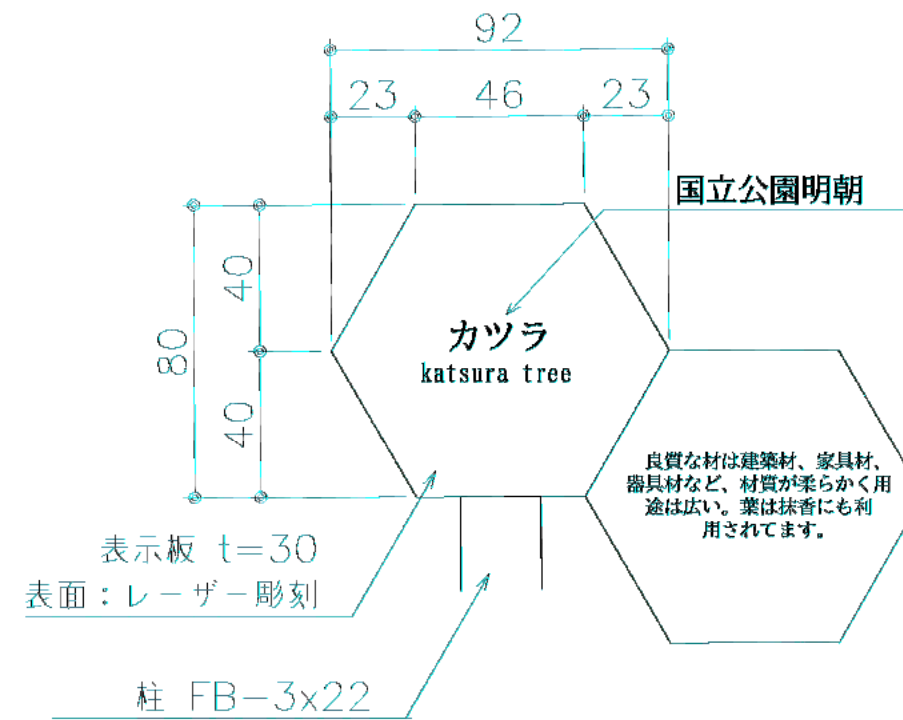 92
23 46 23
国立公園明朝
40
80
40
カツラ
katsura tree
良質な材は建築材、家具材、
器具材など、材質が柔らかく用
途は広い。葉は抹香にも利
用されてます。
表示板 t=30
表面：レーザー彫刻
柱 FB-3x22